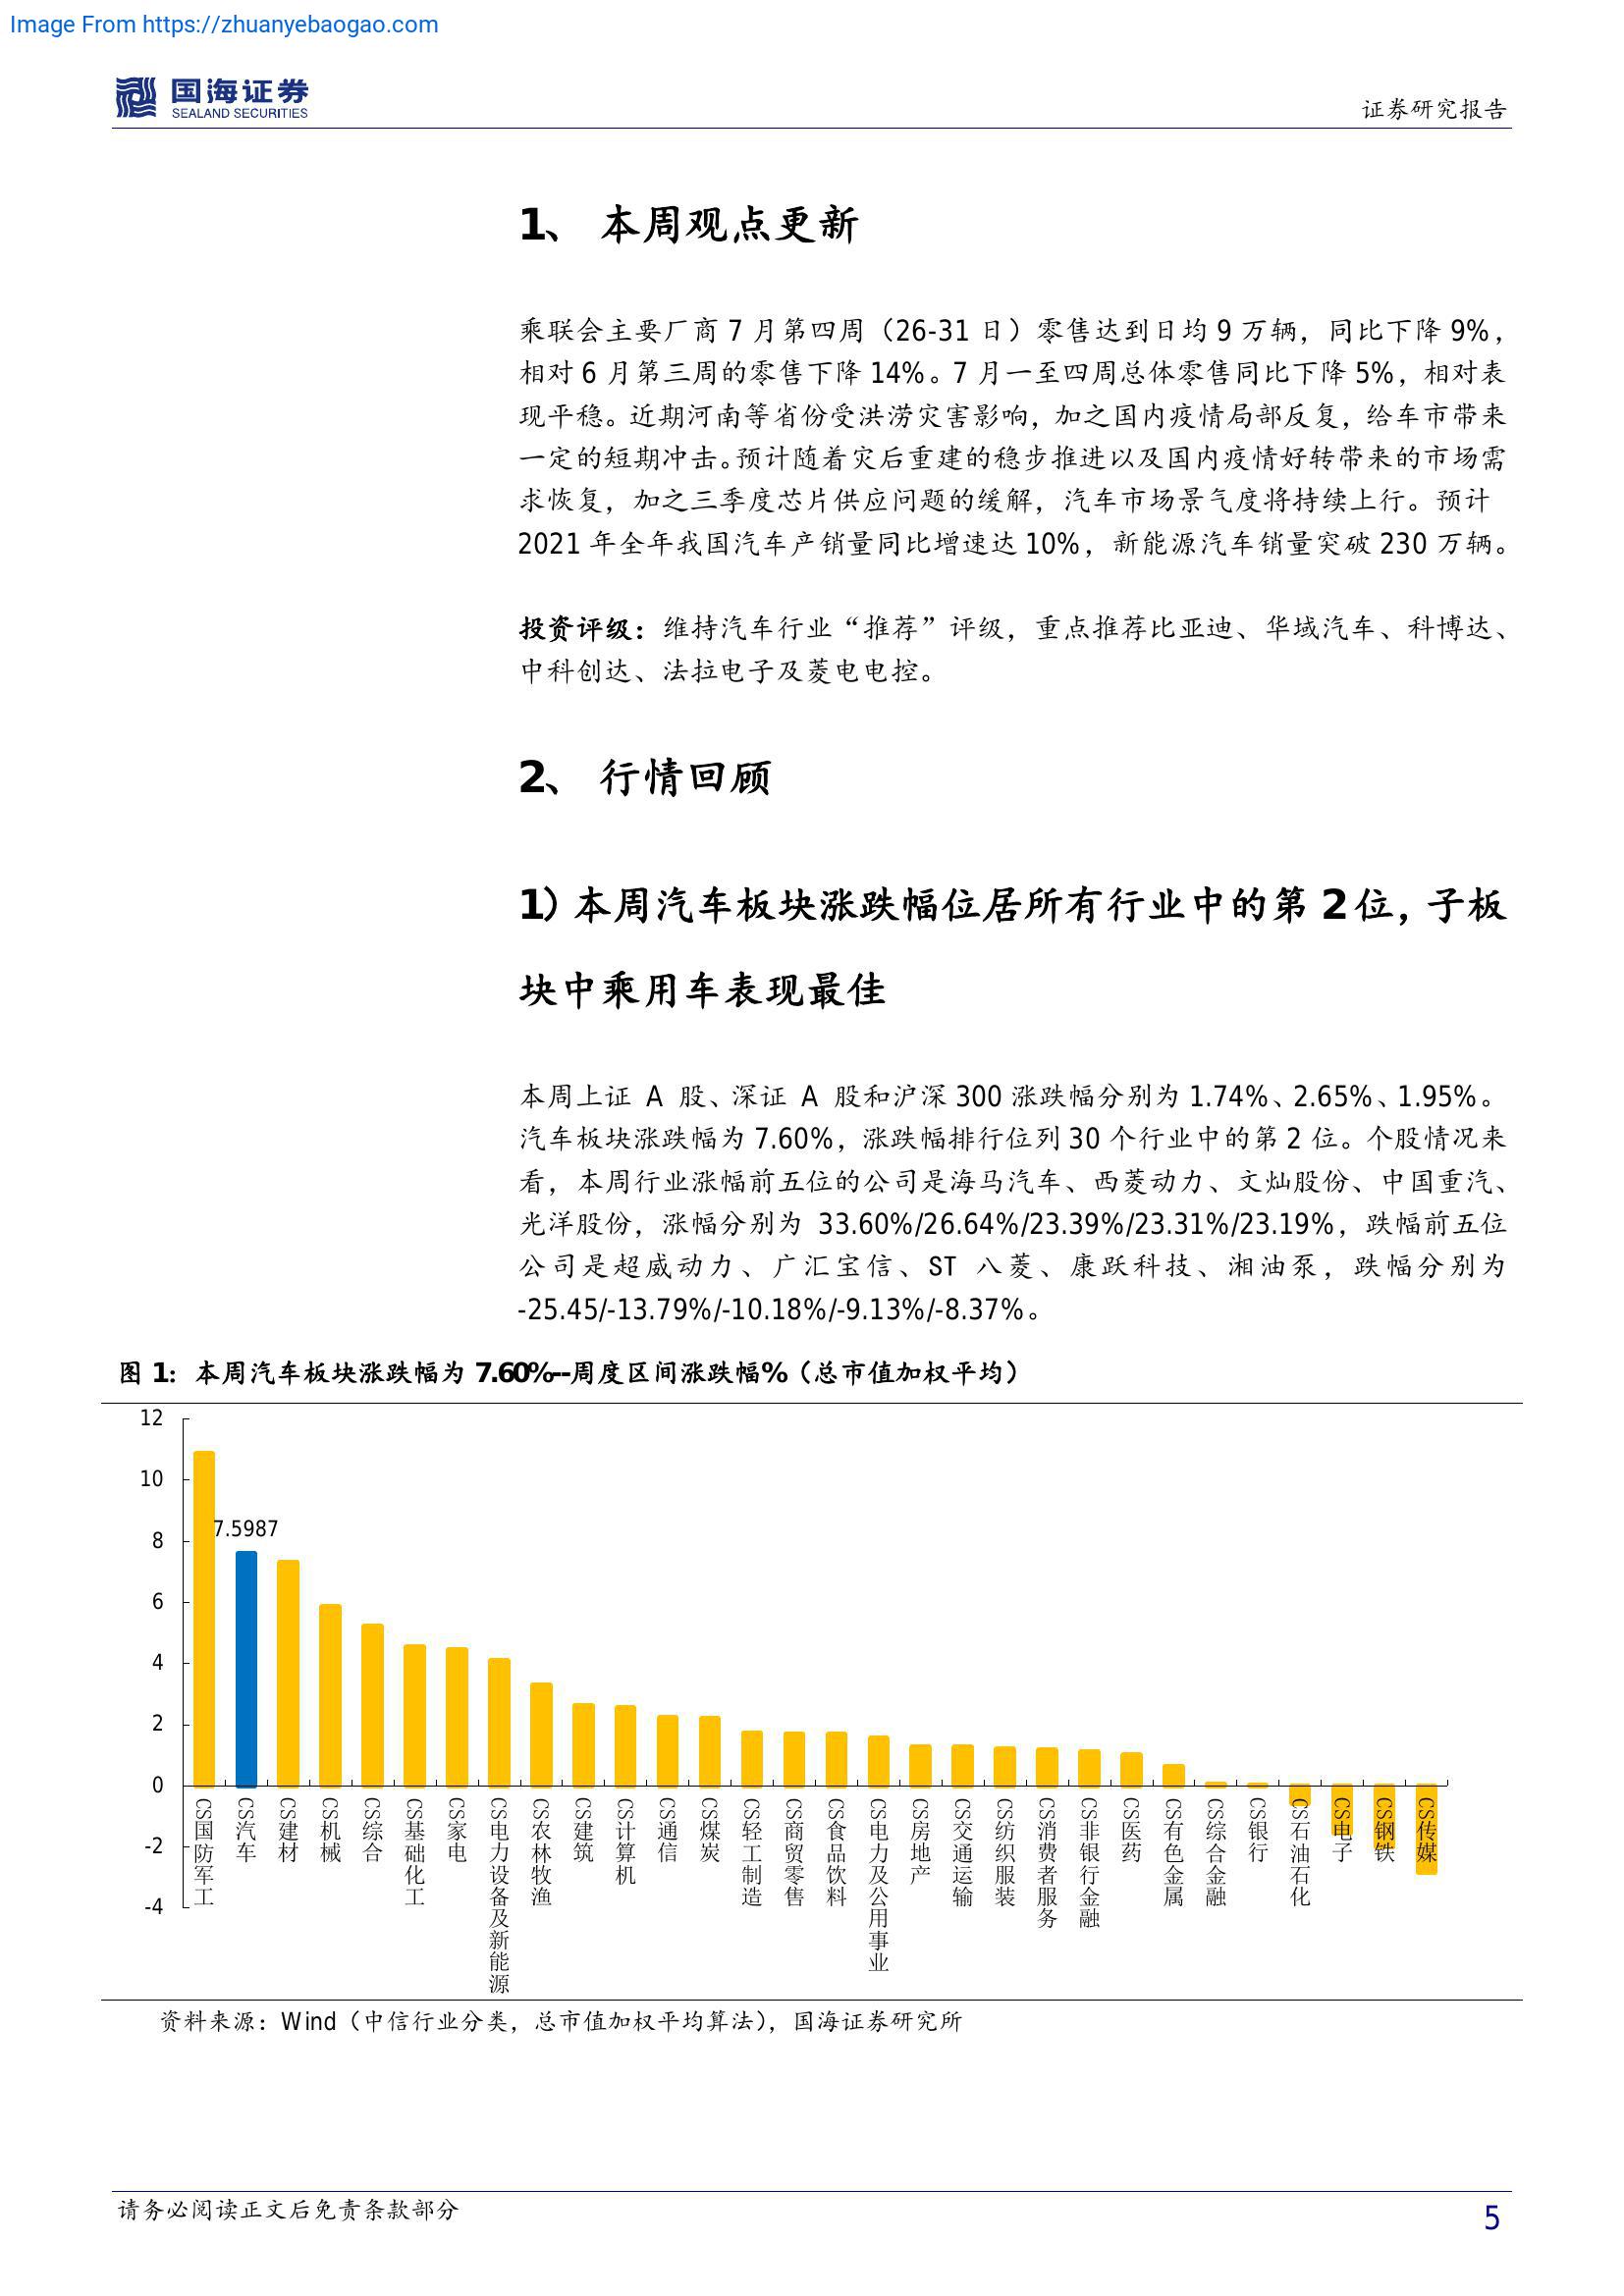 Image From https://zhuanyebaogao.com
国海证券
SEALAND SECURITIES
证券研究报告
1、 本周观点更新
乘联会主要厂商 7 月第四周（26-31 日）零售达到日均 9 万辆，同比下降 9%，
相对 6 月第三周的零售下降 14%。7 月一至四周总体零售同比下降 5%，相对表
现平稳。近期河南等省份受洪涝灾害影响，加之国内疫情局部反复，给车市带来
一定的短期冲击。预计随着灾后重建的稳步推进以及国内疫情好转带来的市场需
求恢复，加之三季度芯片供应问题的缓解，汽车市场景气度将持续上行。预计
2021 年全年我国汽车产销量同比增速达 10%，新能源汽车销量突破 230 万辆。
投资评级：维持汽车行业“推荐”评级，重点推荐比亚迪、华域汽车、科博达、
中科创达、法拉电子及菱电电控。
2、 行情回顾
1）本周汽车板块涨跌幅位居所有行业中的第 2 位，子板
块中乘用车表现最佳
本周上证 A 股、深证 A 股和沪深 300 涨跌幅分别为 1.74%、2.65%、1.95%。
汽车板块涨跌幅为 7.60%，涨跌幅排行位列 30 个行业中的第 2 位。个股情况来
看，本周行业涨幅前五位的公司是海马汽车、西菱动力、文灿股份、中国重汽、
光洋股份，涨幅分别为 33.60%/26.64%/23.39%/23.31%/23.19%，跌幅前五位
公司是超威动力、广汇宝信、ST 八菱、康跃科技、湘油泵，跌幅分别为
-25.45/-13.79%/-10.18%/-9.13%/-8.37%。
图 1：本周汽车板块涨跌幅为 7.60%--周度区间涨跌幅%（总市值加权平均）
12
10
8
6
4
2
0
-2
-4
7.5987
CS国防军工
CS汽车
CS建材
CS机械
CS综合
CS基础化工
CS家电
CS电力设备及新能源
CS农林牧渔
CS建筑
CS计算机
CS通信
CS煤炭
CS轻工制造
CS商贸零售
CS食品饮料
CS电力及公用事业
CS房地产
CS交通运输
CS纺织服装
CS消费者服务
CS非银行金融
CS医药
CS有色金属
CS综合金融
CS银行
CS石油石化
CS电子
CS钢铁
CS传媒
资料来源：Wind（中信行业分类，总市值加权平均算法），国海证券研究所
请务必阅读正文后免责条款部分
5